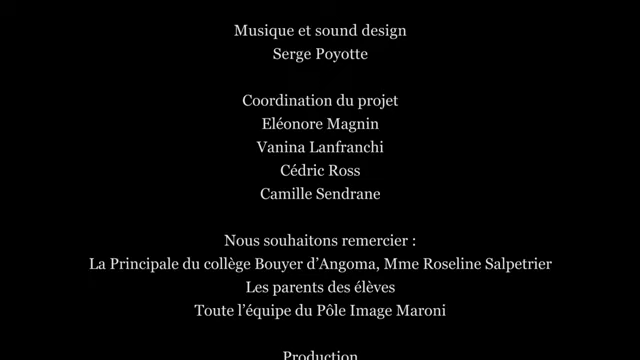 Musique et sound design
Serge Poyotte
Coordination du projet
Eléonore Magnin
Vanina Lanfranchi
Cédric Ross
Camille Sendrane
Nous souhaitons remercier :
La Principale du collège Bouyer d’Angoma, Mme Roseline Salpetrier
Les parents des élèves
Toute l’équipe du Pôle Image Maroni
Production